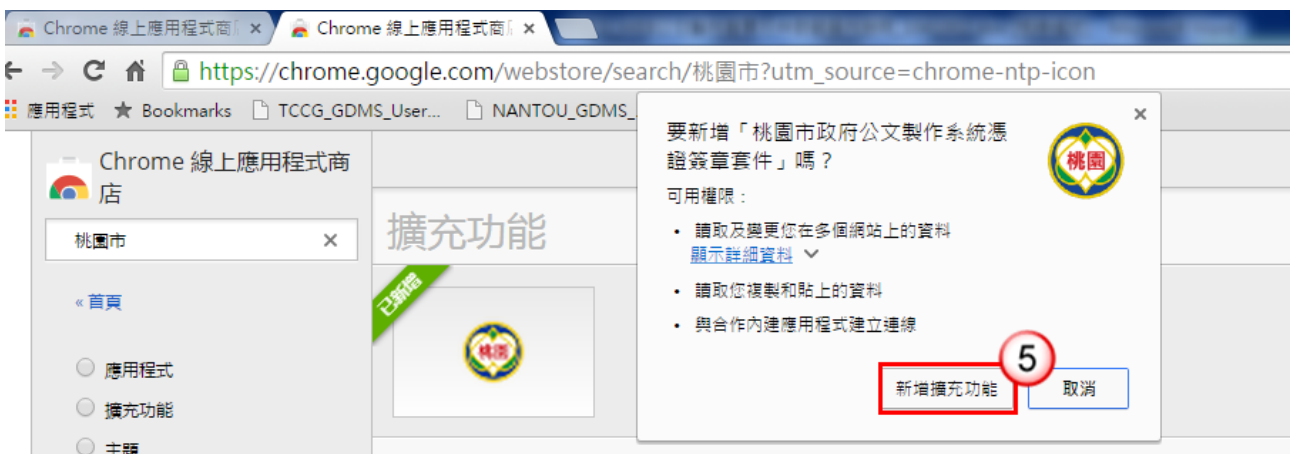 Chrome 線上應用程式商店
Chrome 線上應用程式商店
https://chrome.google.com/webstore/search/桃園市?utm_source=chrome-ntp-icon
應用程式 Bookmarks TCCG_GDMS_User... NANTOU_GDMS_
Chrome 線上應用程式商
店
桃園市
«首頁
應用程式
擴充功能
主題
擴充功能
已新增
桃園
要新增「桃園市政府公文製作系統憑
證簽章套件」嗎？
桃園
可用權限：
• 讀取及變更您在多個網站上的資料
顯示詳細資料
• 讀取您複製和貼上的資料
• 與合作內建應用程式建立連線
5
新增擴充功能 取消